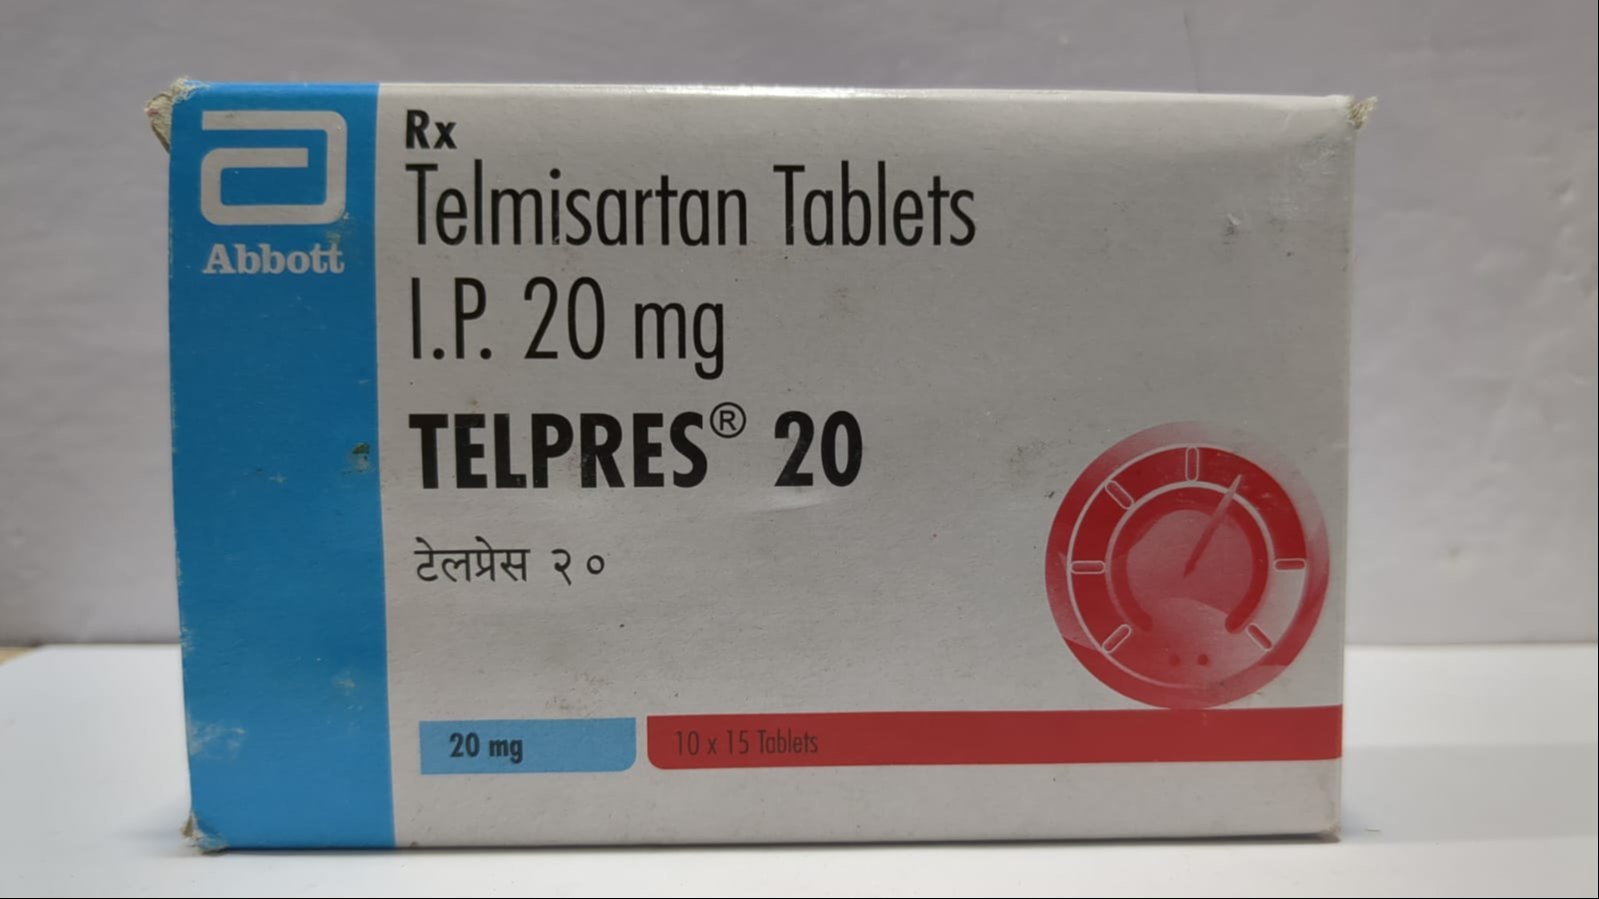 Abbott
Rx
Telmisartan Tablets
I.P. 20 mg
TELPRES® 20
टेलप्रेस २०
20 mg
10 x 15 Tablets